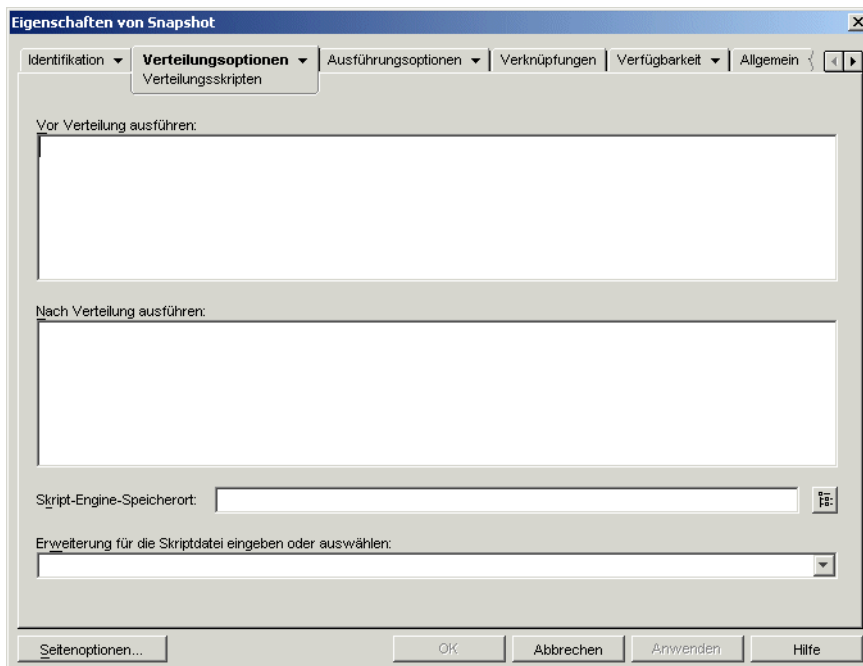 Eigenschaften von Snapshot
Identifikation Verteilungsoptionen Ausführungsoptionen Verknüpfungen Verfügbarkeit Allgemein
Verteilungsskripten
Vor Verteilung ausführen:
Nach Verteilung ausführen:
Skript-Engine-Speicherort:
Erweiterung für die Skriptdatei eingeben oder auswählen:
Seitenoptionen... OK Abbrechen Anwenden Hilfe